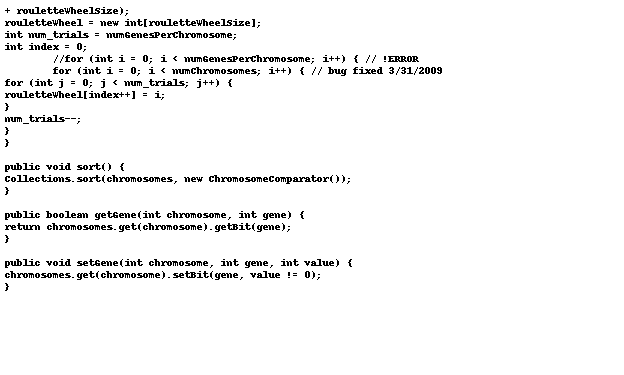 + rouletteWheelSize);
rouletteWheel = new int[rouletteWheelSize];
int num_trials = numGenesPerChromosome;
int index = 0;
//for (int i = 0; i < numGenesPerChromosome; i++) { // !ERROR
for (int i = 0; i < numChromosomes; i++) { // bug fixed 3/31/2009
for (int j = 0; j < num_trials; j++) {
rouletteWheel[index++] = i;
}
num_trials--;
}
}

public void sort() {
Collections.sort(chromosomes, new ChromosomeComparator());
}

public boolean getGene(int chromosome, int gene) {
return chromosomes.get(chromosome).getBit(gene);
}

public void setGene(int chromosome, int gene, int value) {
chromosomes.get(chromosome).setBit(gene, value != 0);
}